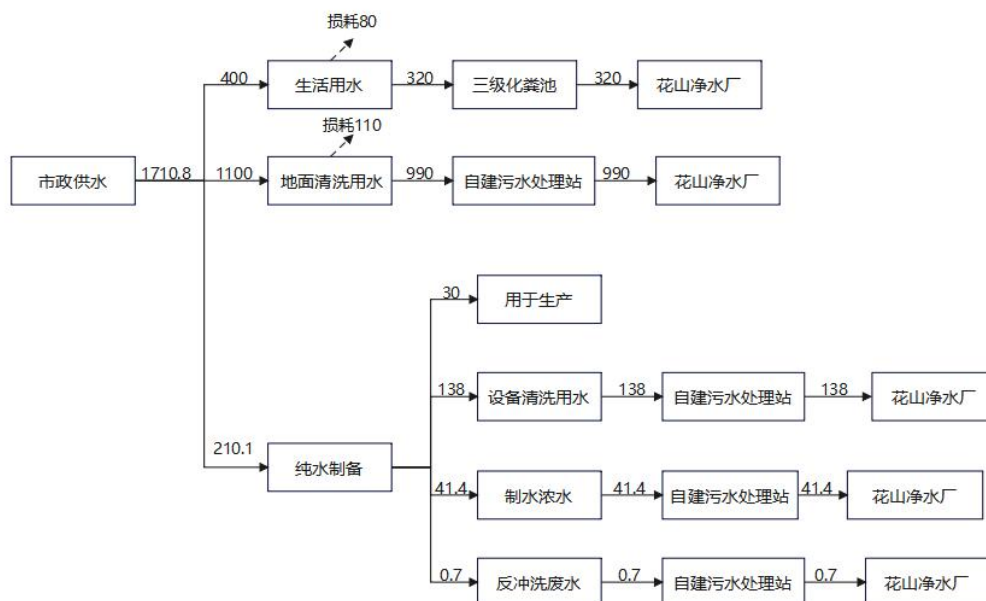 损耗80
400
生活用水
320
三级化粪池
320
花山净水厂
损耗110
市政供水
1710.8
1100
地面清洗用水
990
自建污水处理站
990
花山净水厂
30
用于生产
138
设备清洗用水
138
自建污水处理站
138
花山净水厂
210.1
纯水制备
41.4
制水浓水
41.4
自建污水处理站
41.4
花山净水厂
0.7
反冲洗废水
0.7
自建污水处理站
0.7
花山净水厂